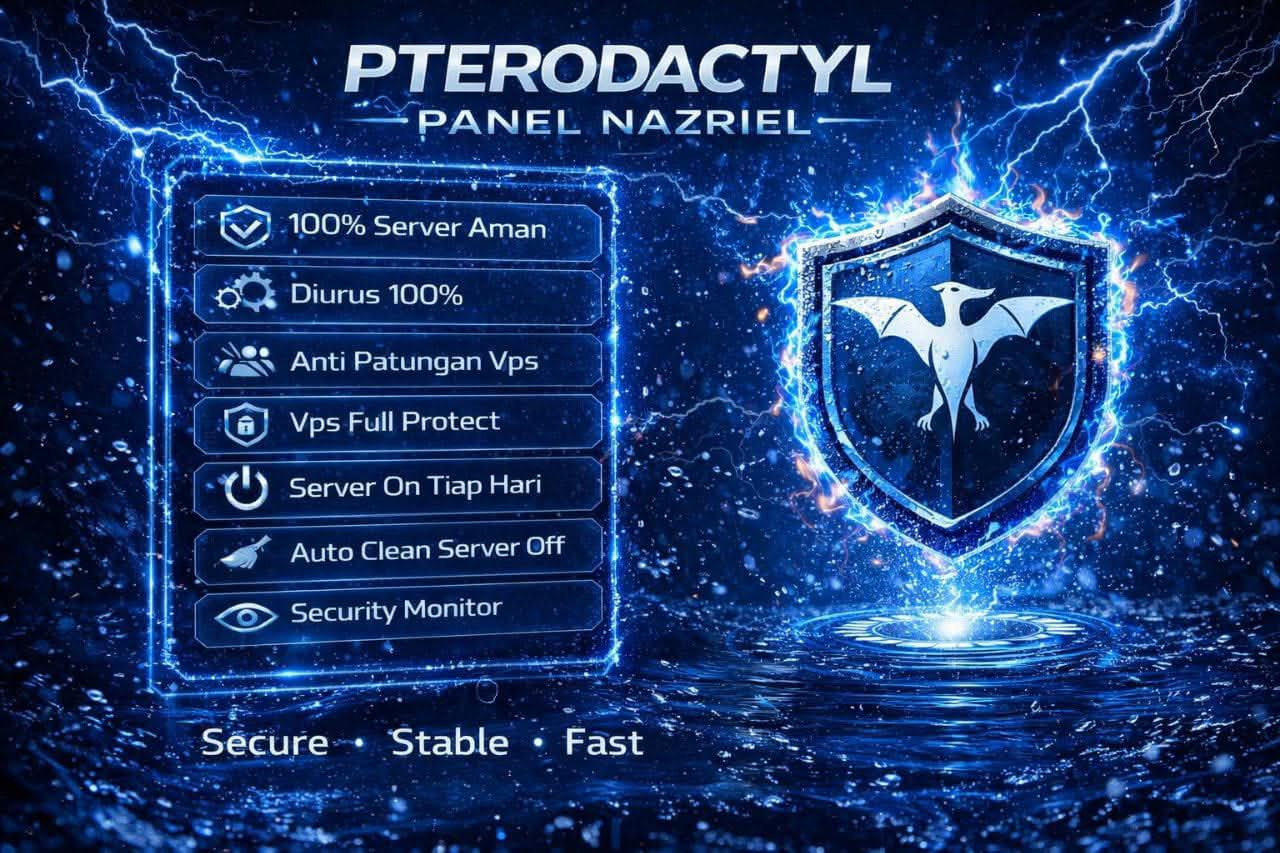 PTERODACTYL
PANEL NAZRIEL
100% Server Aman
Diurus 100%
Anti Patungan Vps
Vps Full Protect
Server On Tiap Hari
Auto Clean Server Off
Security Monitor
Secure • Stable • Fast